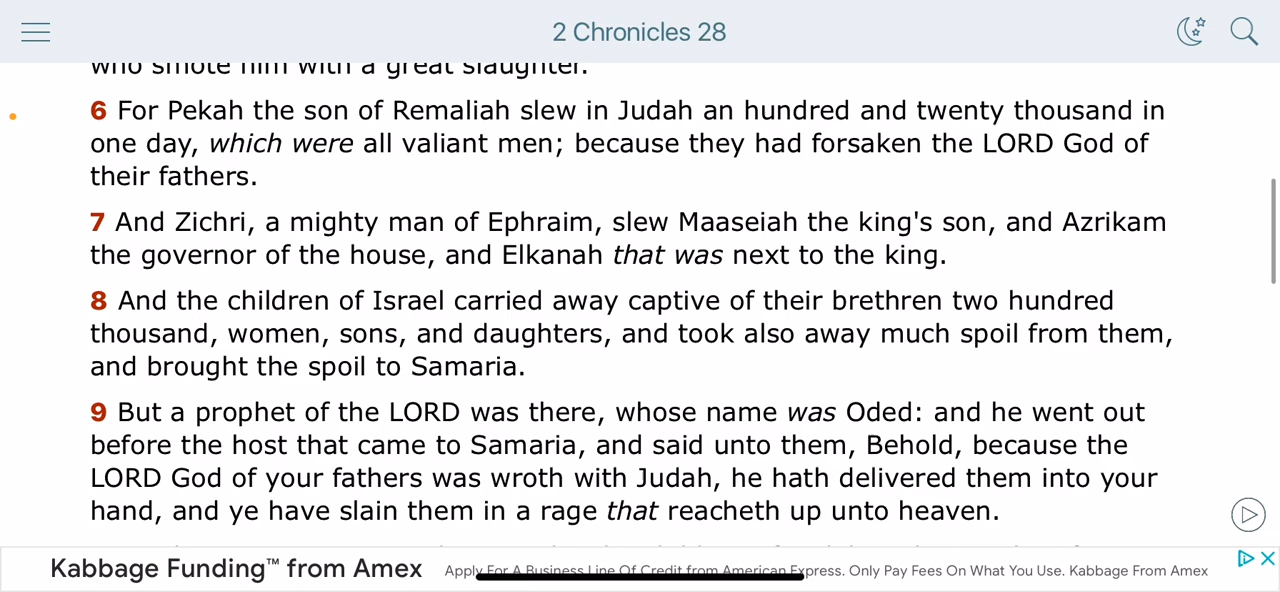 2 Chronicles 28
who smote him with a great slaughter.
6 For Pekah the son of Remaliah slew in Judah an hundred and twenty thousand in
one day, which were all valiant men; because they had forsaken the LORD God of
their fathers.
7 And Zichri, a mighty man of Ephraim, slew Maaseiah the king's son, and Azrikam
the governor of the house, and Elkanah that was next to the king.
8 And the children of Israel carried away captive of their brethren two hundred
thousand, women, sons, and daughters, and took also away much spoil from them,
and brought the spoil to Samaria.
9 But a prophet of the LORD was there, whose name was Oded: and he went out
before the host that came to Samaria, and said unto them, Behold, because the
LORD God of your fathers was wroth with Judah, he hath delivered them into your
hand, and ye have slain them in a rage that reacheth up unto heaven.
Kabbage Funding™ from Amex
Apply For A Business Line Of Credit from American Express. Only Pay Fees On What You Use. Kabbage From Amex